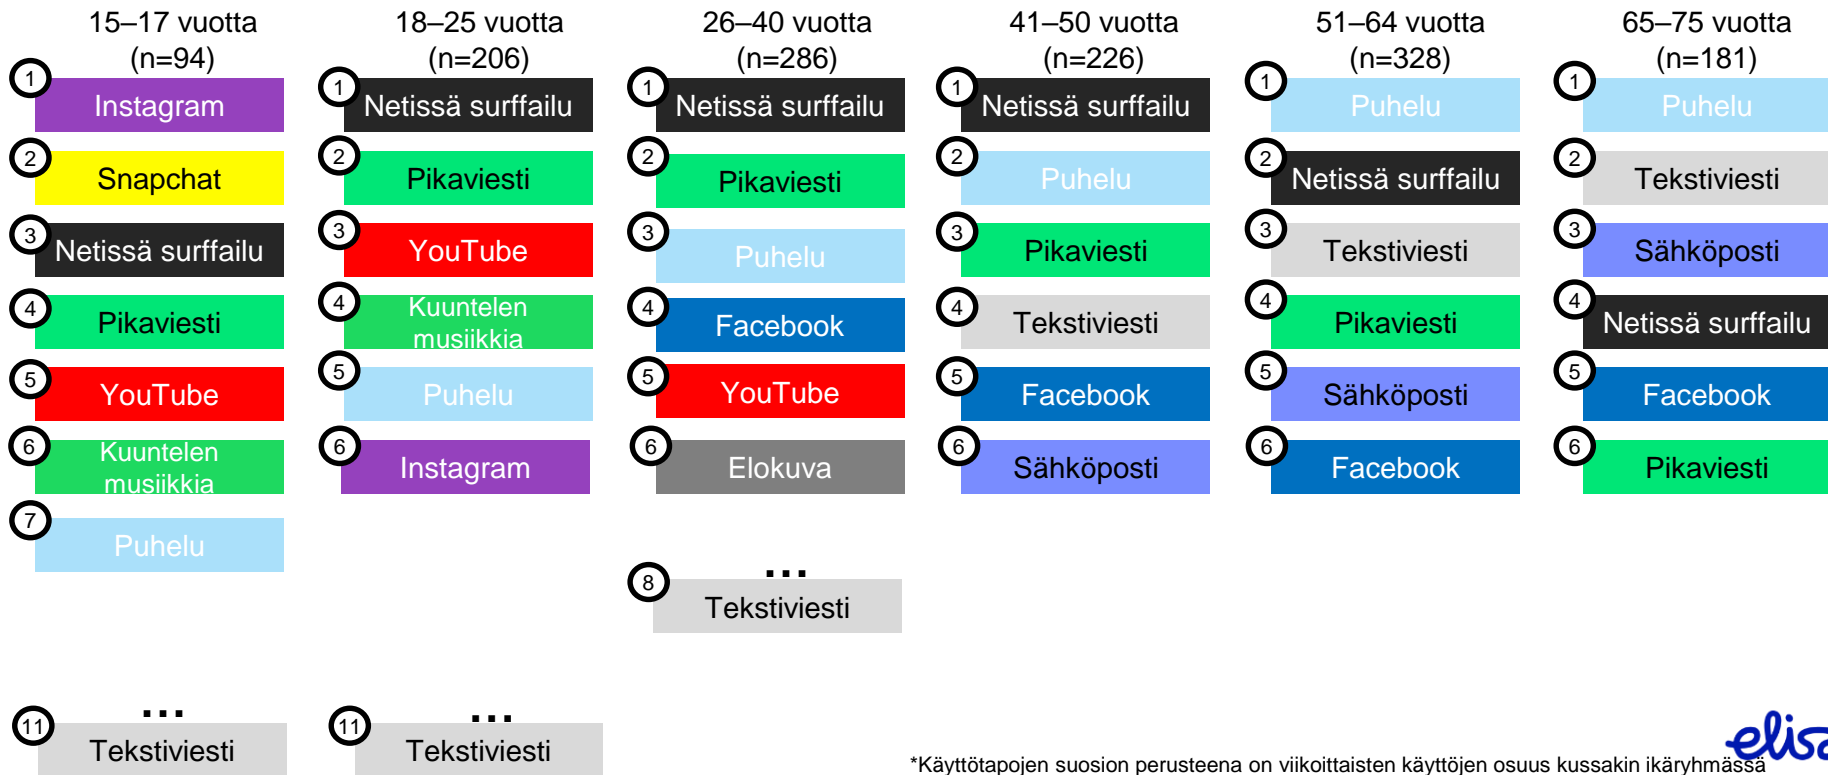 15–17 vuotta
(n=94)
1
Instagram
2
Snapchat
3
Netissä surffailu
4
Pikaviesti
5
YouTube
6
Kuuntelen
musiikkia
7
Puhelu
...
11
Tekstiviesti
18–25 vuotta
(n=206)
1
Netissä surffailu
2
Pikaviesti
3
YouTube
4
Kuuntelen
musiikkia
5
Puhelu
6
Instagram
...
11
Tekstiviesti
26–40 vuotta
(n=286)
1
Netissä surffailu
2
Pikaviesti
3
Puhelu
4
Facebook
5
YouTube
6
Elokuva
...
8
Tekstiviesti
41–50 vuotta
(n=226)
1
Netissä surffailu
2
Puhelu
3
Pikaviesti
4
Tekstiviesti
5
Facebook
6
Sähköposti
51–64 vuotta
(n=328)
1
Puhelu
2
Netissä surffailu
3
Tekstiviesti
4
Pikaviesti
5
Sähköposti
6
Facebook
65–75 vuotta
(n=181)
1
Puhelu
2
Tekstiviesti
3
Sähköposti
4
Netissä surffailu
5
Facebook
6
Pikaviesti
elisa
*Käyttötapojen suosion perusteena on viikoittaisten käyttöjen osuus kussakin ikäryhmässä